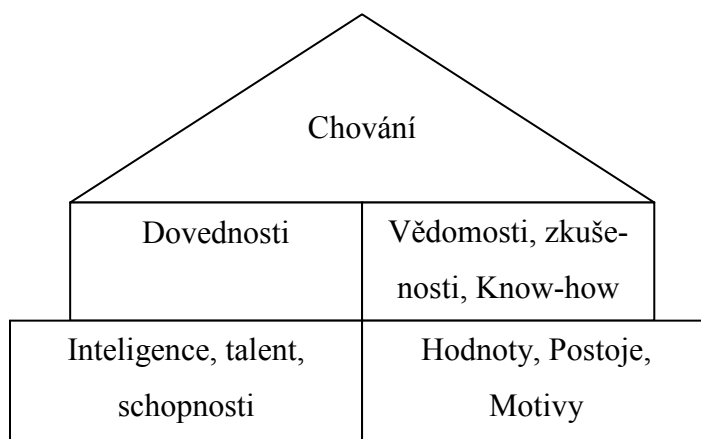 Chování
Dovednosti
Vědomosti, zkuše-
nosti, Know-how
Inteligence, talent,
schopnosti
Hodnoty, Postoje,
Motivy